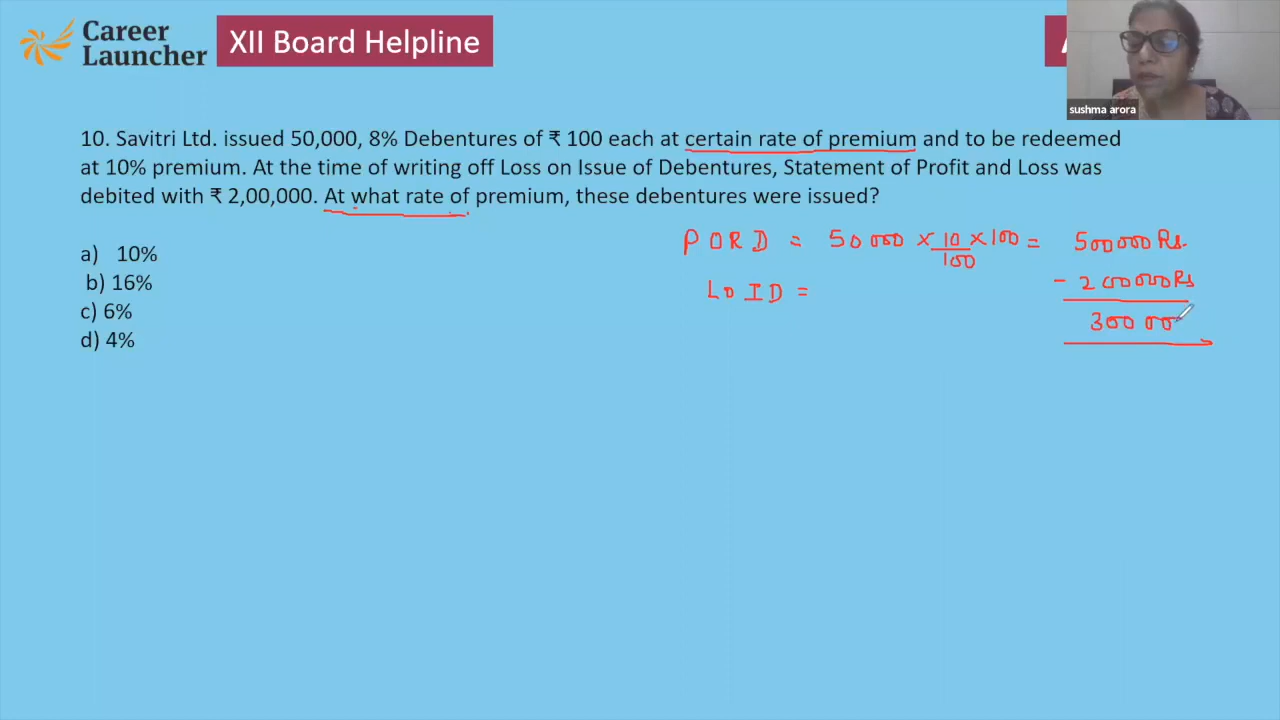 Career
Launcher
XII Board Helpline
sushma arora
10. Savitri Ltd. issued 50,000, 8% Debentures of ₹ 100 each at certain rate of premium and to be redeemed
at 10% premium. At the time of writing off Loss on Issue of Debentures, Statement of Profit and Loss was
debited with ₹ 2,00,000. At what rate of premium, these debentures were issued?
a) 10%
b) 16%
c) 6%
d) 4%
PORD = 50000 × 10/100 × 100 = 500000 Rs.
LOID =
- 200000 Rs
300000